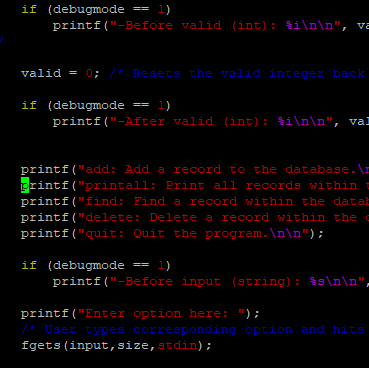 if (debugmode == 1)
printf("-Before valid (int): %i\n\n", va
/
valid = 0; /* Resets the valid integer back
if (debugmode == 1)
printf("-After valid (int): %i\n\n", val
printf("add: Add a record to the database.\n
printf("printall: Print all records within t
printf("find: Find a record within the datab
printf("delete: Delete a record within the d
printf("quit: Quit the program.\n\n");
if (debugmode == 1)
printf("-Before input (string): %s\n\n",
printf("Enter option here: ");
/* User types corresponding option and hits
fgets(input,size,stdin);